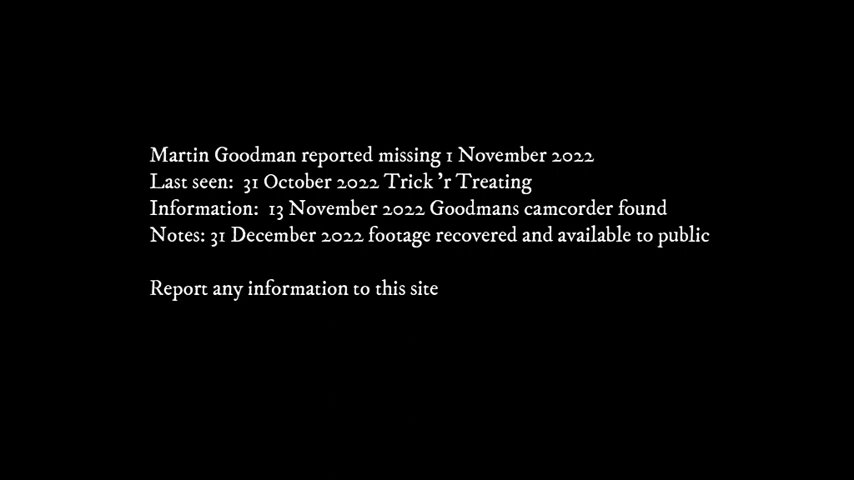 Martin Goodman reported missing 1 November 2022
Last seen:  31 October 2022 Trick 'r Treating
Information:  13 November 2022 Goodmans camcorder found
Notes: 31 December 2022 footage recovered and available to public
Report any information to this site